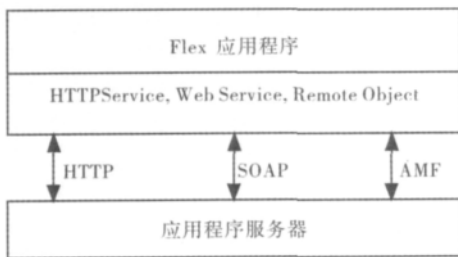 Flex 应用程序
HTTPService, Web Service, Remote Object
HTTP
SOAP
AMF
应用程序服务器